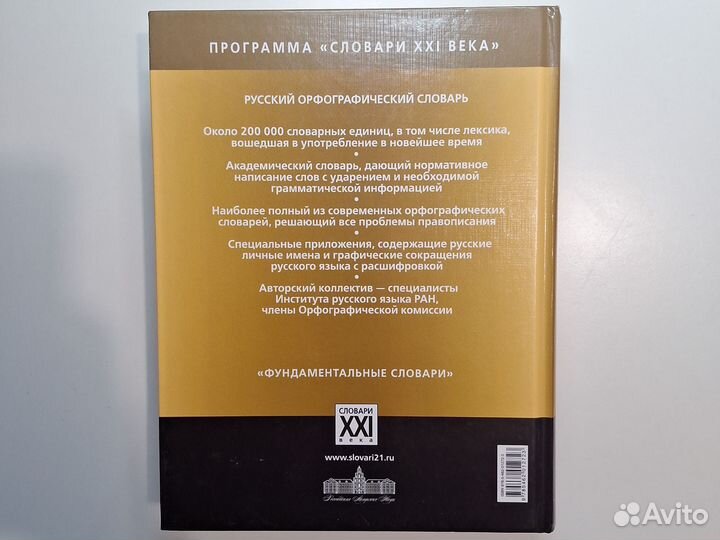 ПРОГРАММА «СЛОВАРИ XXI ВЕКА»
РУССКИЙ ОРФОГРАФИЧЕСКИЙ СЛОВАРЬ
Около 200 000 словарных единиц, в том числе лексика,
вошедшая в употребление в новейшее время
•
Академический словарь, дающий нормативное
написание слов с ударением и необходимой
грамматической информацией
•
Наиболее полный из современных орфографических
словарей, решающий все проблемы правописания
•
Специальные приложения, содержащие русские
личные имена и графические сокращения
русского языка с расшифровкой
•
Авторский коллектив — специалисты
Института русского языка РАН,
члены Орфографической комиссии
«ФУНДАМЕНТАЛЬНЫЕ СЛОВАРИ»
СЛОВАРИ
XXI
века
www.slovari21.ru
Российская Академия Наук
Avito